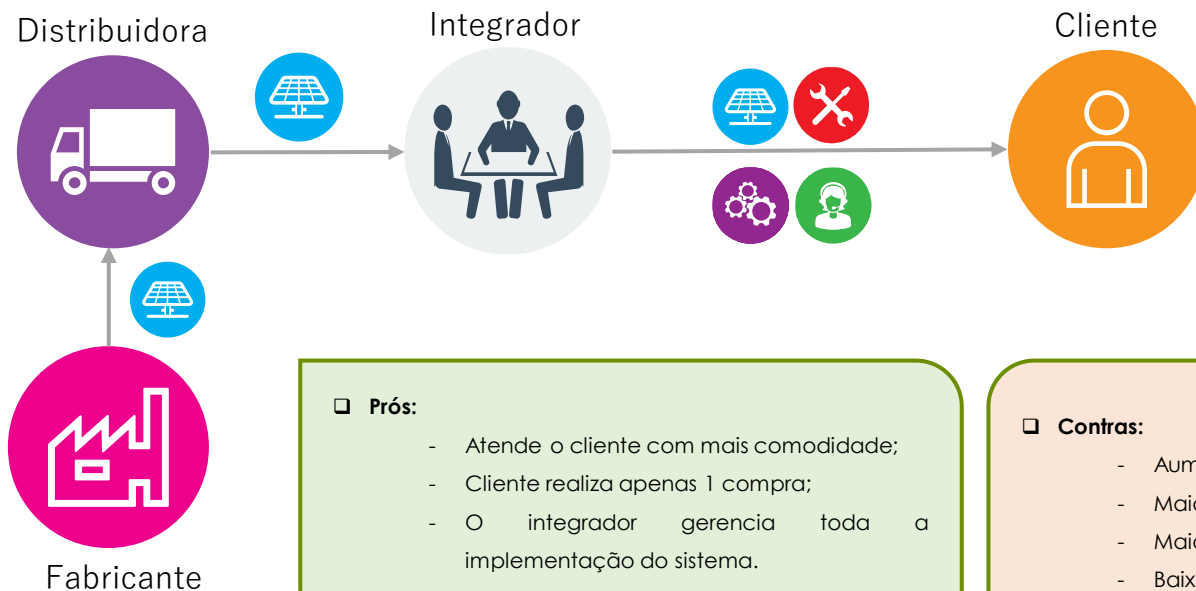 Distribuidora
Integrador
Cliente
Fabricante
❑ Prós:
- Atende o cliente com mais comodidade;
- Cliente realiza apenas 1 compra;
- O integrador gerencia toda a
implementação do sistema.
❑ Contras:
-
-
-
-